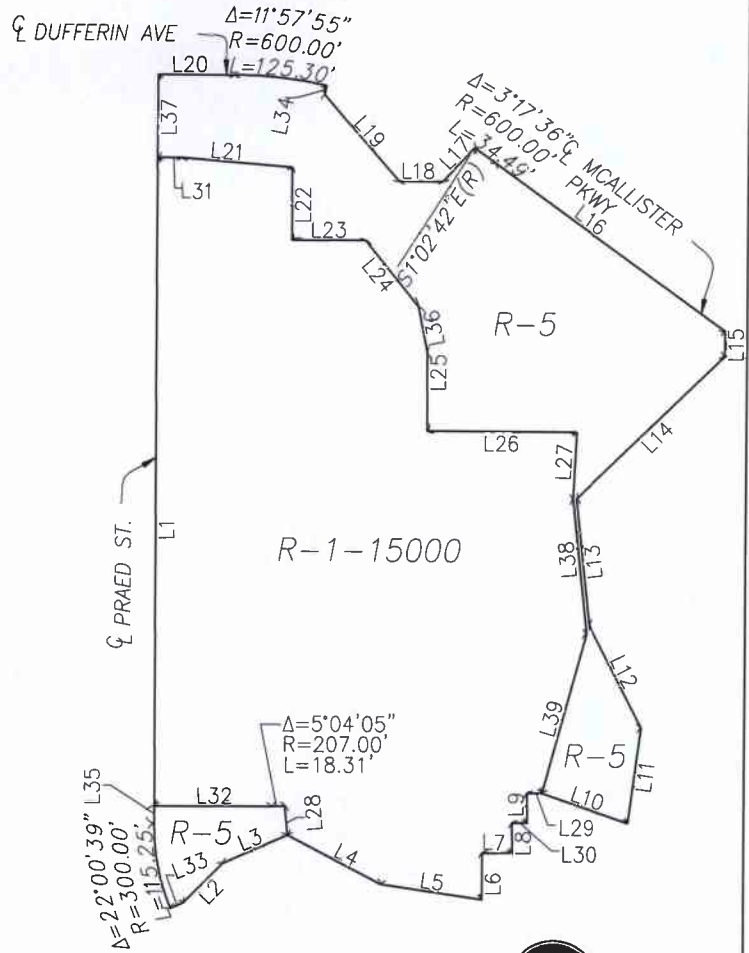 ℄ DUFFERIN AVE
Δ=11°57'55"
R=600.00'
L=125.30'
L20
L37
L34
L19
L18
L17
Δ=3°17'36"
R=600.00'
L=34.49'
℄ MCALLISTER
PKWY
L16
L31
L21
L22
L23
L24
S1°02'42"E(R)
L36
L25
R-5
L15
L14
L26
L27
℄ PRAED ST.
L1
R-1-15000
L38
L13
L12
L39
R-5
L11
L10
L29
L9
L30
L8
L7
L6
Δ=5°04'05"
R=207.00'
L=18.31'
L35
L32
L28
R-5
L33
L3
L2
L4
L5
Δ=22°00'39"
R=300.00'
L=115.25'